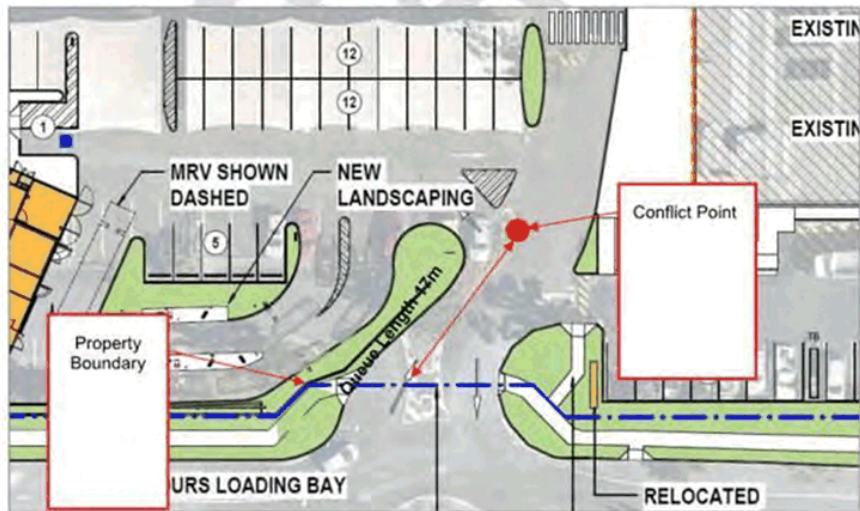 EXISTIN
12
12
EXISTIN
1
MRV SHOWN
DASHED
NEW
LANDSCAPING
Conflict Point
5
Queue Length 17m
Property
Boundary
URS LOADING BAY
RELOCATED